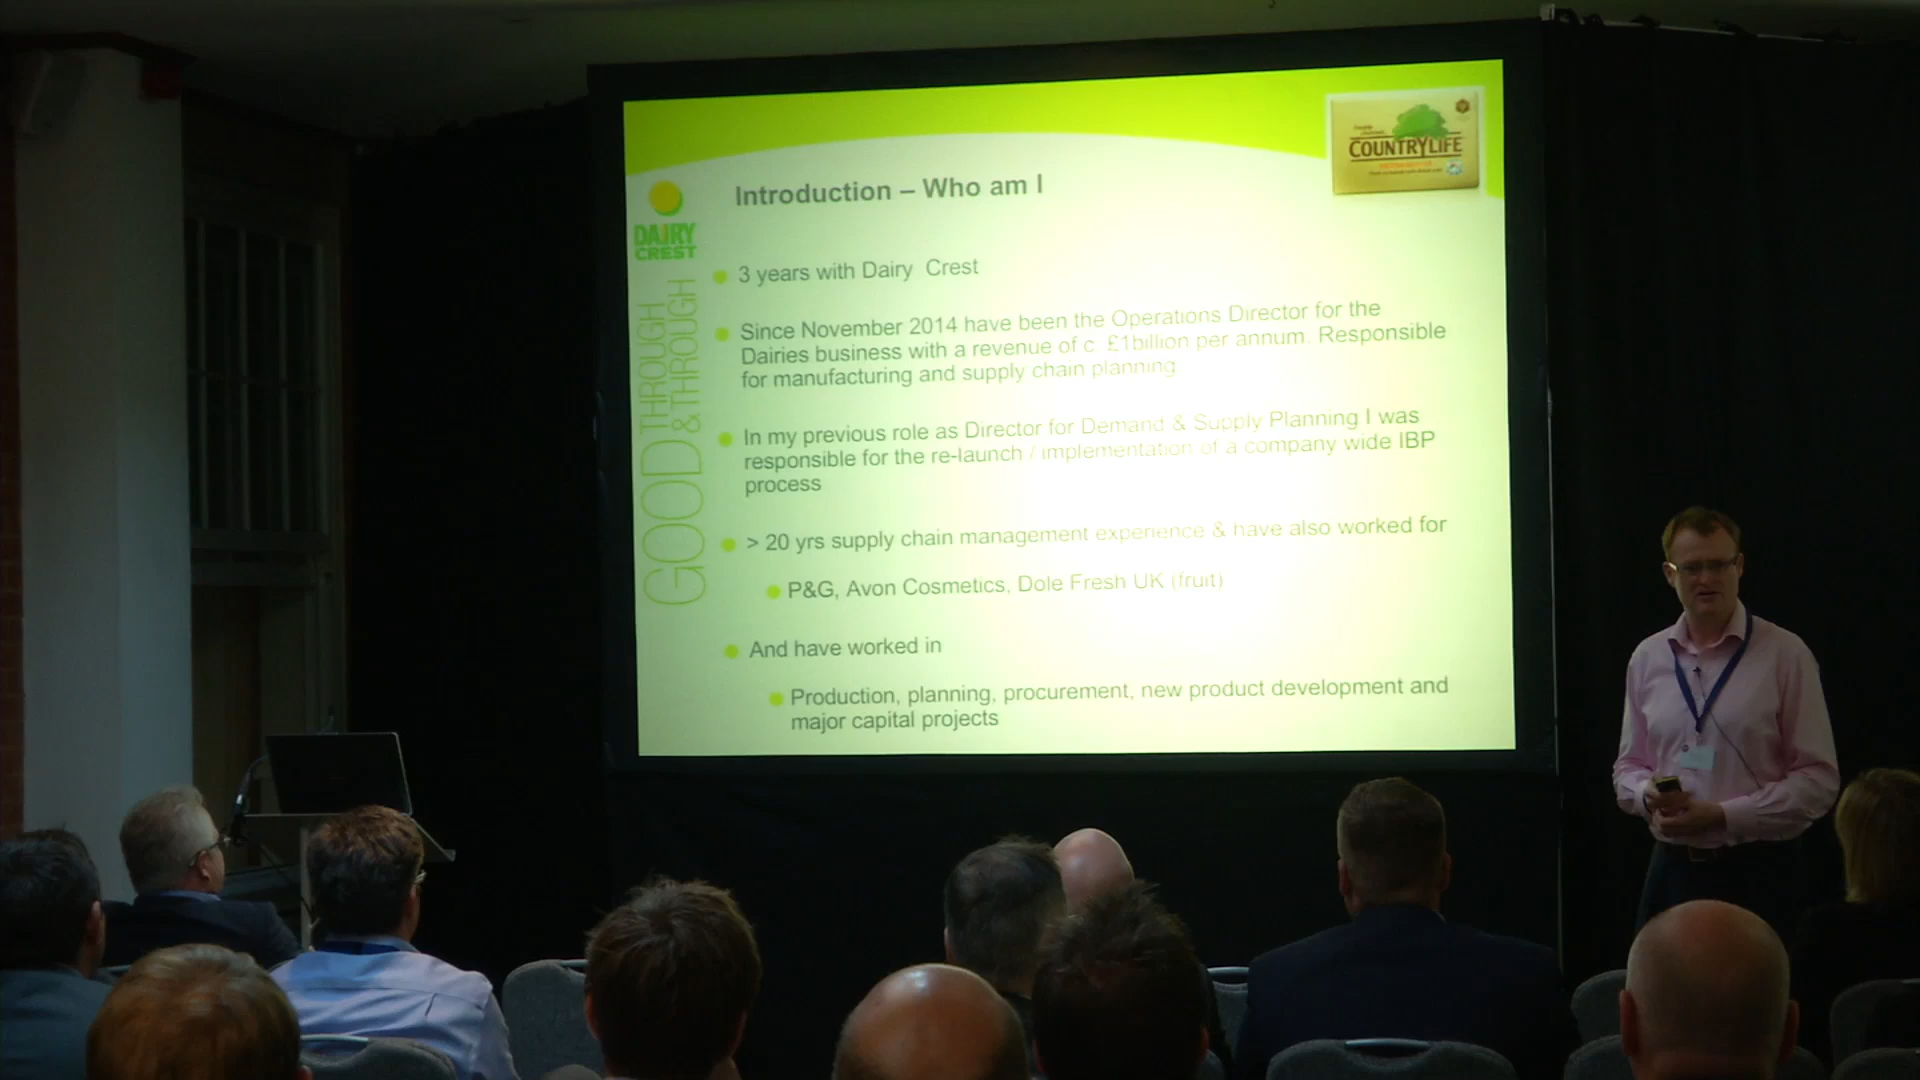 COUNTRYLIFE
Introduction – Who am I
DAIRY
CREST
GOOD THROUGH
& THROUGH
3 years with Dairy Crest
Since November 2014 have been the Operations Director for the
Dairies business with a revenue of c. £1billion per annum. Responsible
for manufacturing and supply chain planning
In my previous role as Director for Demand & Supply Planning I was
responsible for the re-launch / implementation of a company wide IBP
process
> 20 yrs supply chain management experience & have also worked for
P&G, Avon Cosmetics, Dole Fresh UK (fruit)
And have worked in
Production, planning, procurement, new product development and
major capital projects